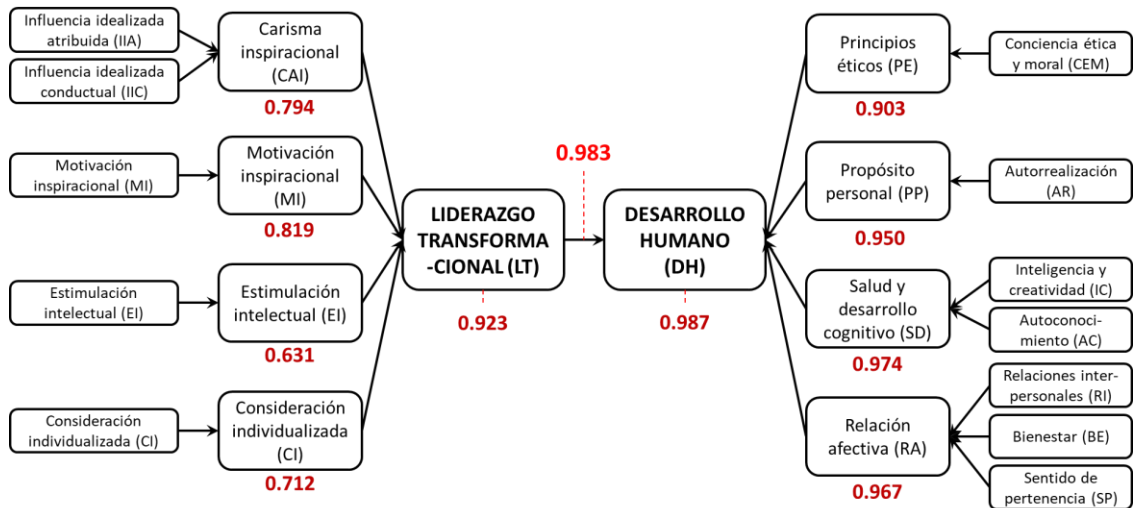 Influencia idealizada
atribuida (IIA)
Influencia idealizada
conductual (IIC)
Carisma
inspiracional
(CAI)
0.794
Motivación
inspiracional (MI)
Motivación
inspiracional
(MI)
0.819
Estimulación
intelectual (EI)
Estimulación
intelectual (EI)
0.631
Consideración
individualizada (CI)
Consideración
individualizada
(CI)
0.712
LIDERAZGO
TRANSFORMA
-CIONAL (LT)
0.923
0.983
DESARROLLO
HUMANO
(DH)
0.987
Principios
éticos (PE)
0.903
Conciencia ética
y moral (CEM)
Propósito
personal (PP)
0.950
Autorrealización
(AR)
Salud y
desarrollo
cognitivo (SD)
0.974
Inteligencia y
creatividad (IC)
Autoconoci-
miento (AC)
Relación
afectiva (RA)
0.967
Relaciones inter-
personales (RI)
Bienestar (BE)
Sentido de
pertenencia (SP)